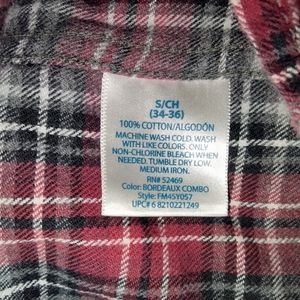 S/CH
(34-36)
100% COTTON/ALGODÓN
MACHINE WASH COLD. WASH
WITH LIKE COLORS. ONLY
NON-CHLORINE BLEACH WHEN
NEEDED. TUMBLE DRY LOW.
MEDIUM IRON.
RN# 52469
Color: BORDEAUX COMBO
Style: FM45Y057
UPC# 6 8210221249